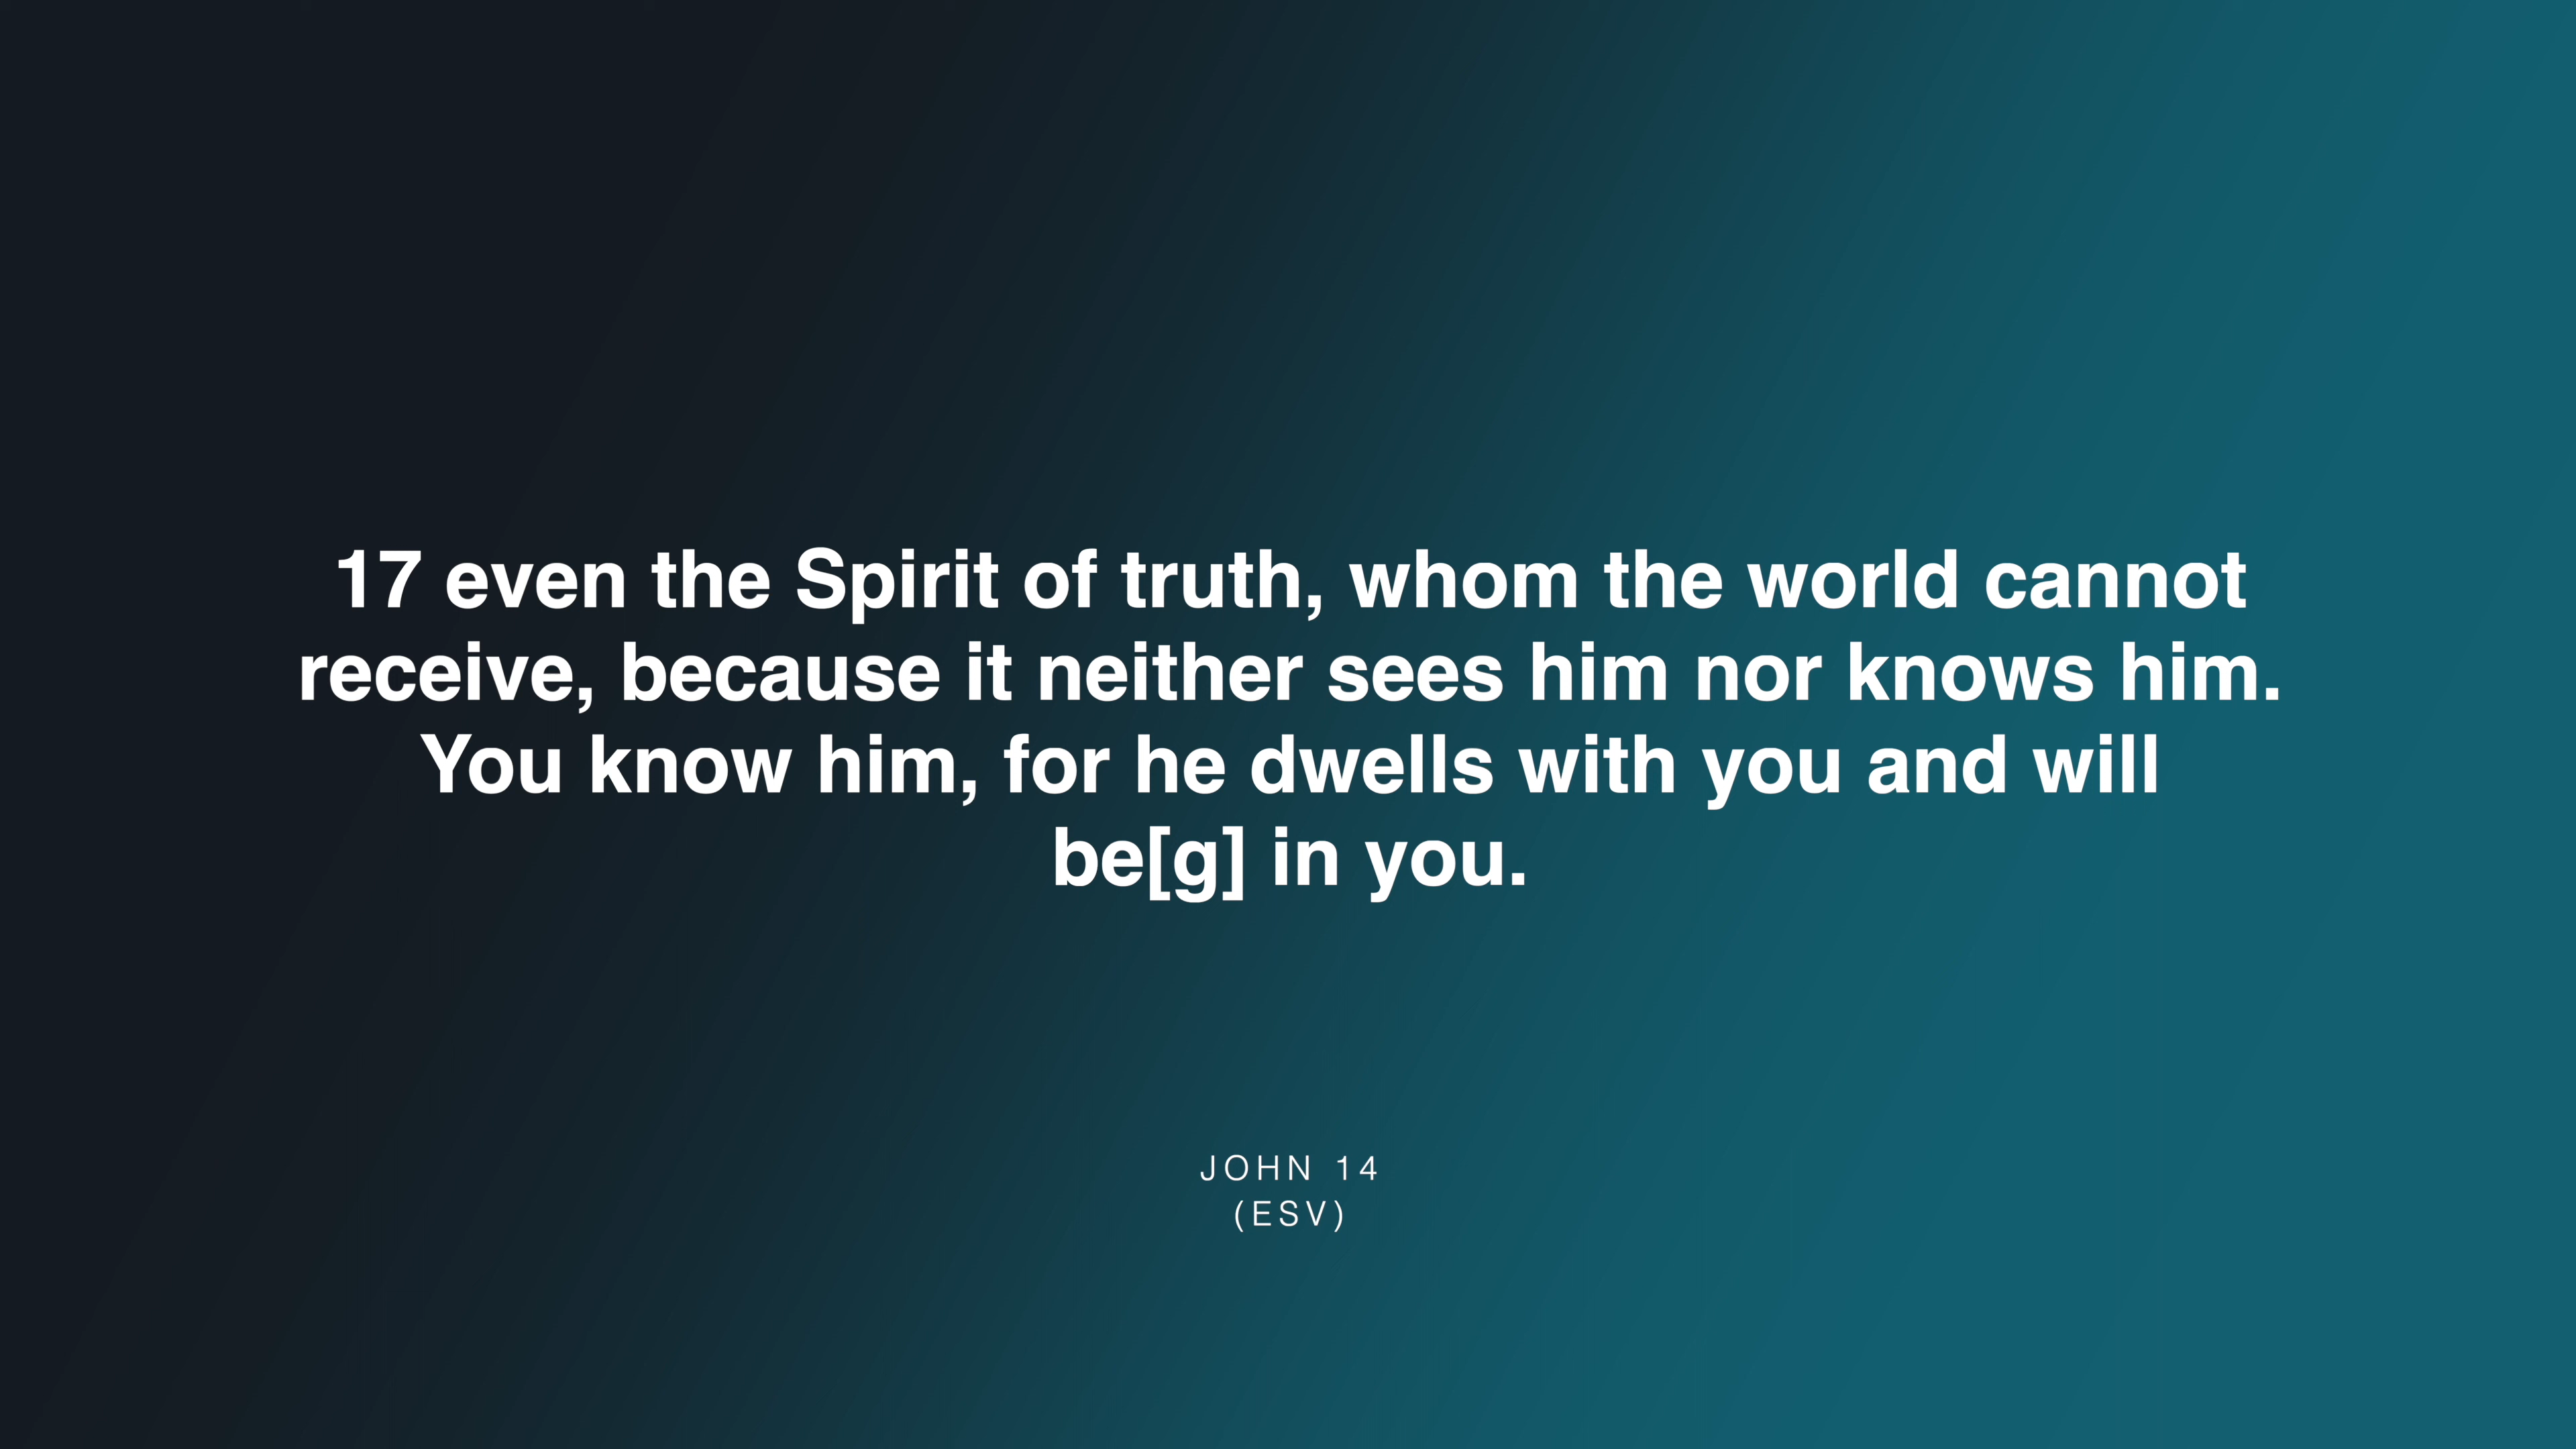 17 even the Spirit of truth, whom the world cannot
receive, because it neither sees him nor knows him.
You know him, for he dwells with you and will
be[g] in you.
JOHN 14
(ESV)